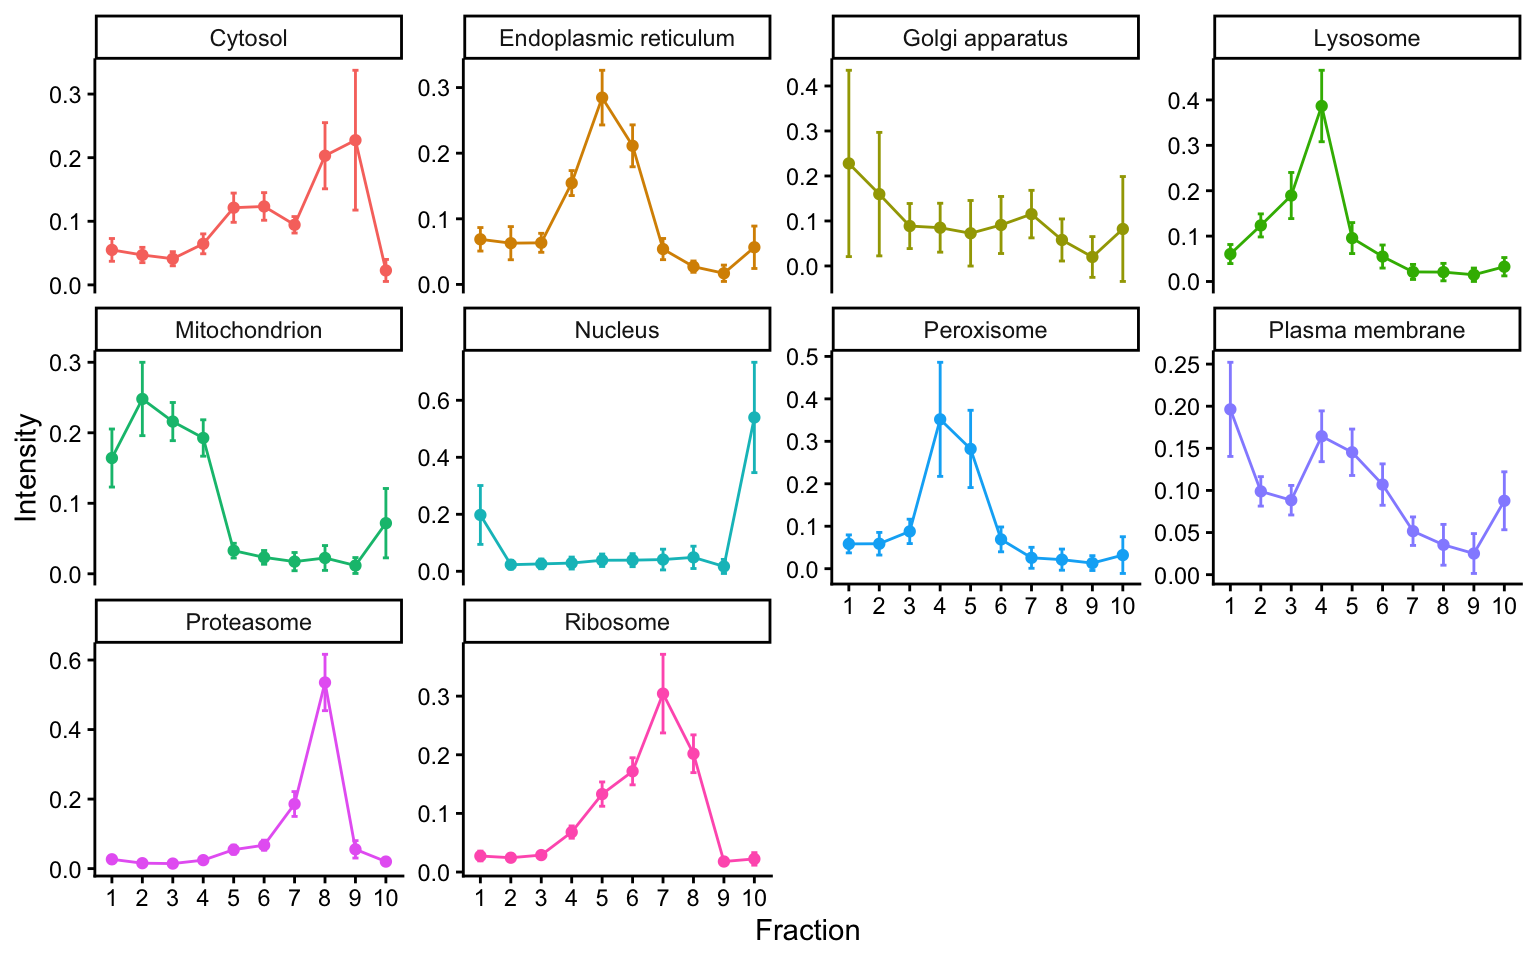 Cytosol
Endoplasmic reticulum
Golgi apparatus
Lysosome
0.3
0.2
0.1
0.0
0.3
0.2
0.1
0.0
0.4
0.3
0.2
0.1
0.0
0.4
0.3
0.2
0.1
0.0
Mitochondrion
Nucleus
Peroxisome
Plasma membrane
0.3
0.2
0.1
0.0
0.6
0.4
0.2
0.0
0.5
0.4
0.3
0.2
0.1
0.0
1 2 3 4 5 6 7 8 9 10
0.25
0.20
0.15
0.10
0.05
0.00
1 2 3 4 5 6 7 8 9 10
Intensity
Proteasome
Ribosome
0.6
0.4
0.2
0.0
1 2 3 4 5 6 7 8 9 10
0.3
0.2
0.1
0.0
1 2 3 4 5 6 7 8 9 10
Fraction